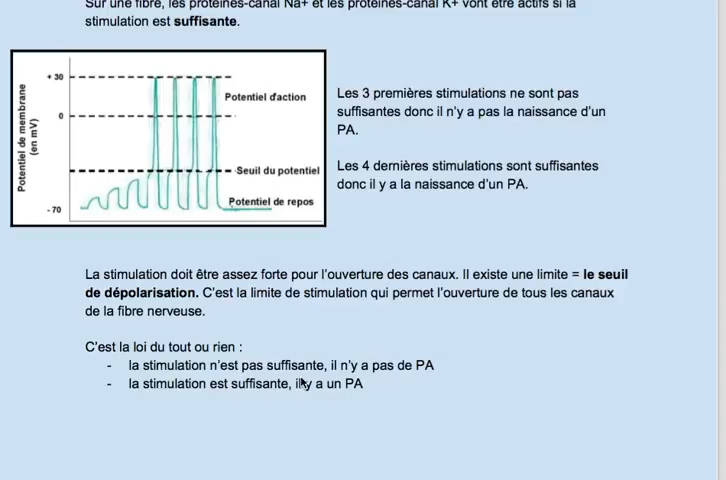 Sur une fibre, les protéines-canal Na+ et les protéines-canal K+ vont être actifs si la
stimulation est suffisante.
+ 30
Potentiel d'action
0
Potentiel de membrane
(en mV)
Seuil du potentiel
Potentiel de repos
- 70
Les 3 premières stimulations ne sont pas
suffisantes donc il n'y a pas la naissance d'un
PA.
Les 4 dernières stimulations sont suffisantes
donc il y a la naissance d'un PA.
La stimulation doit être assez forte pour l'ouverture des canaux. Il existe une limite = le seuil
de dépolarisation. C'est la limite de stimulation qui permet l'ouverture de tous les canaux
de la fibre nerveuse.
C'est la loi du tout ou rien :
- la stimulation n'est pas suffisante, il n'y a pas de PA
- la stimulation est suffisante, il y a un PA